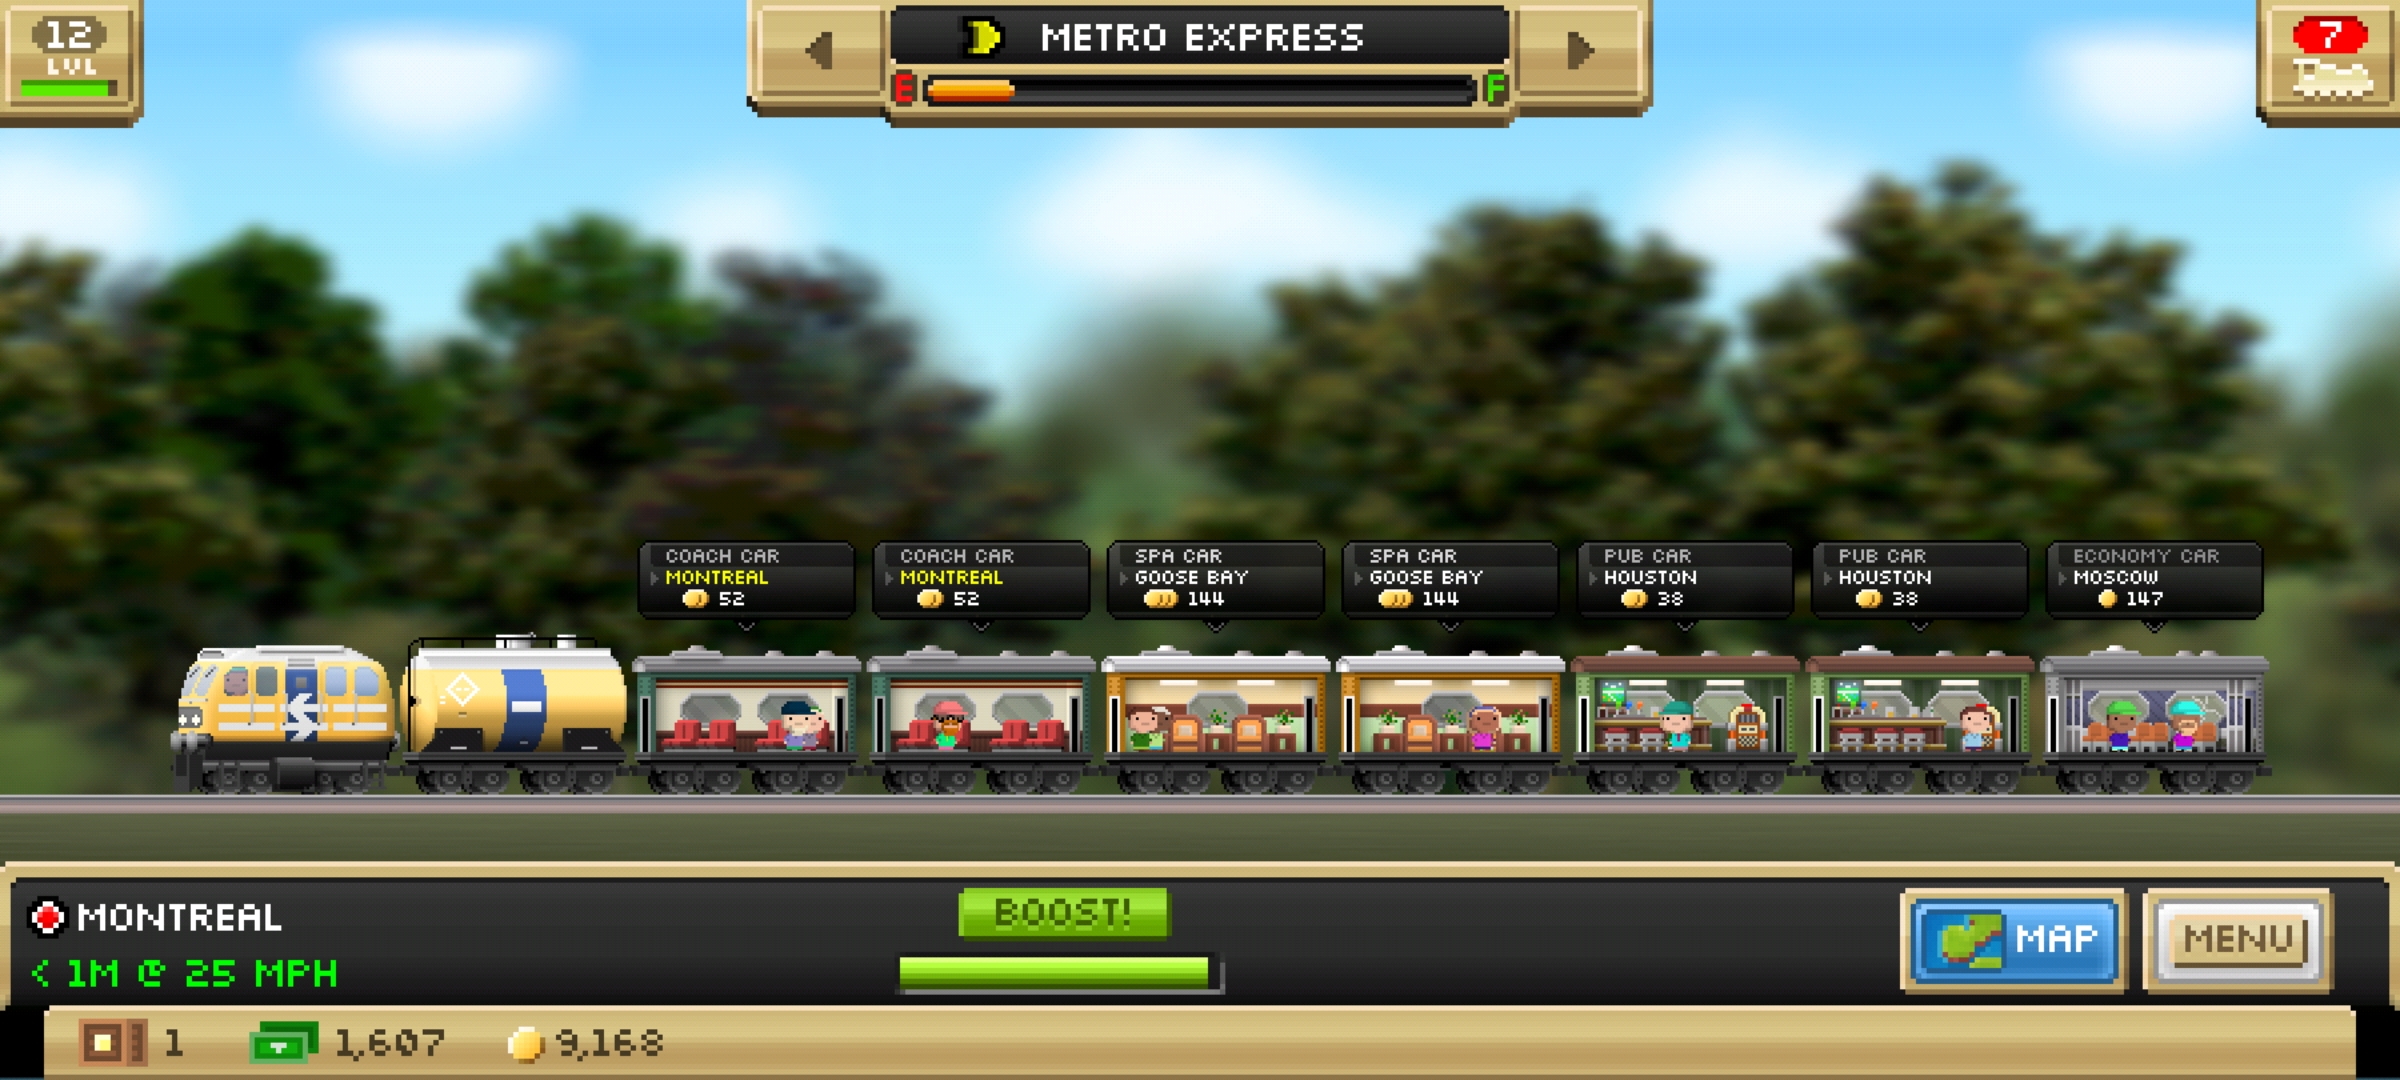 12
LVL
METRO EXPRESS
E F
7
COACH CAR
MONTREAL
52
COACH CAR
MONTREAL
52
SPA CAR
GOOSE BAY
144
SPA CAR
GOOSE BAY
144
PUB CAR
HOUSTON
38
PUB CAR
HOUSTON
38
ECONOMY CAR
MOSCOW
147
MONTREAL
< 1M @ 25 MPH
BOOST!
MAP
MENU
1 1,607 9,168